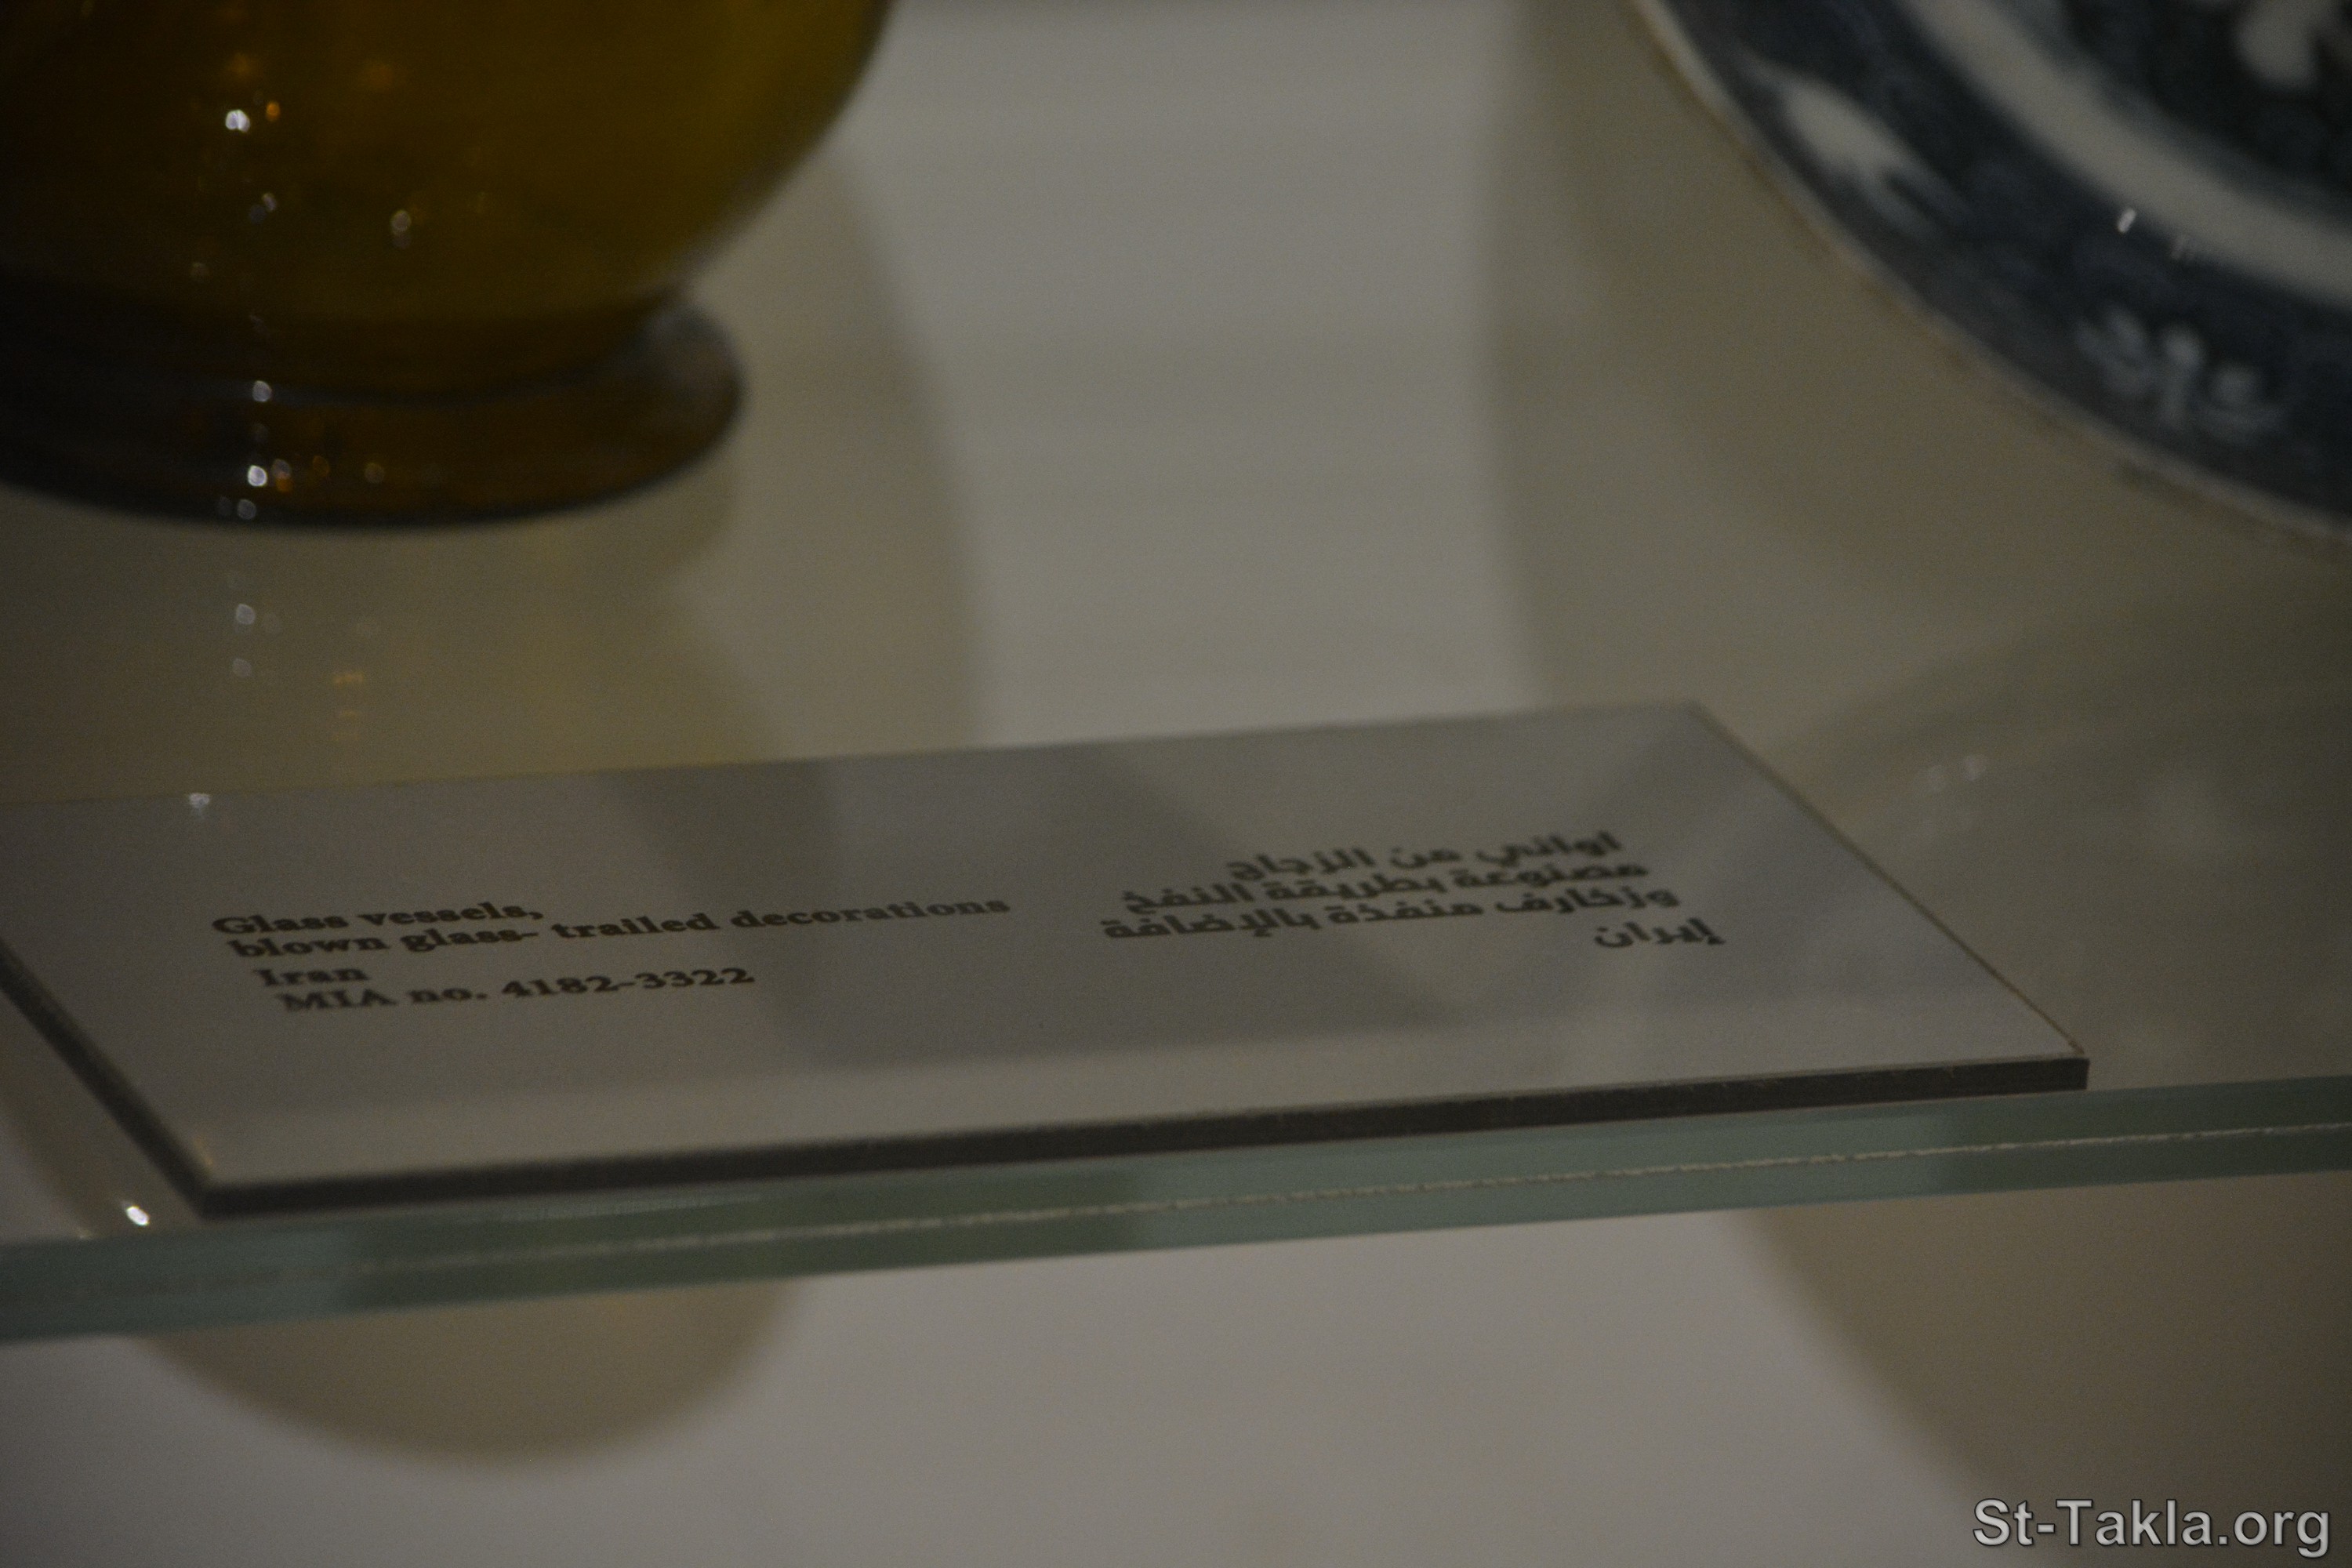 Glass vessels,
blown glass- trailed decorations
Iran
MIA no. 4182-3322
اواني من الزجاج
مصنوعة بطريقة النفخ
وزخارف منفذة بالإضافة
إيران
St-Takla.org